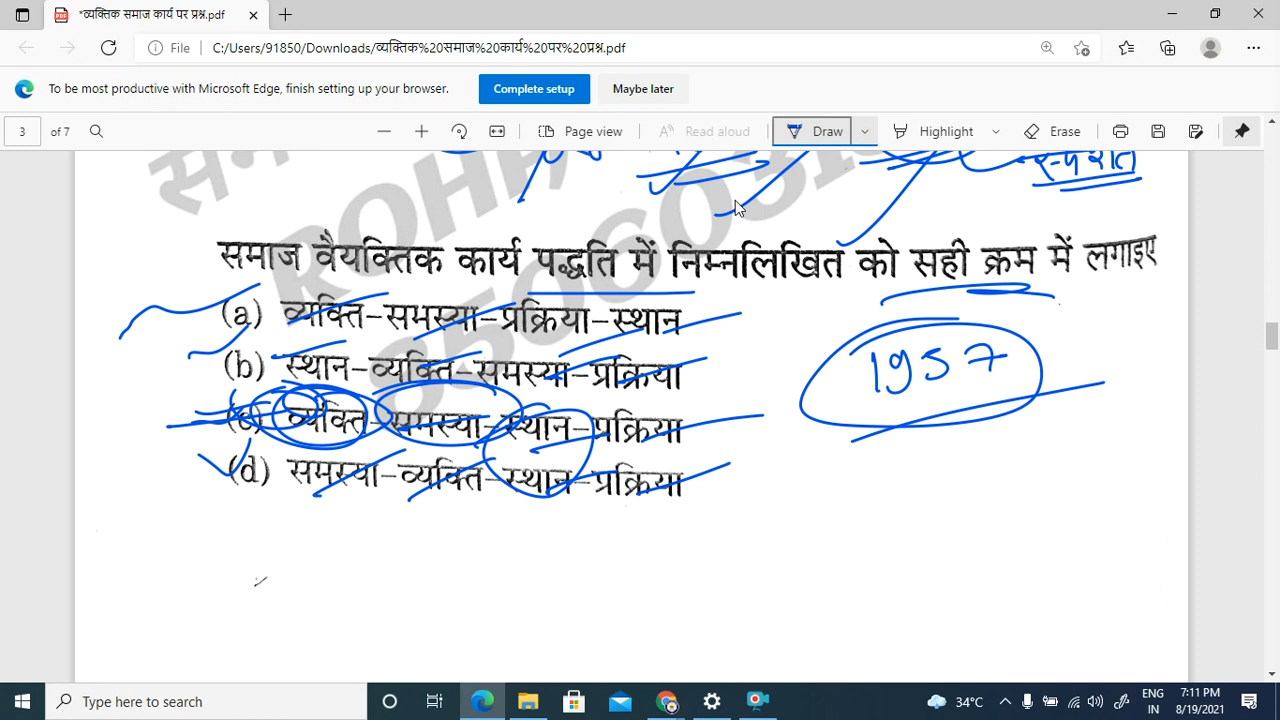 *व्यक्तिक समाज कार्य पर प्रश्न.pdf
File C:/Users/91850/Downloads/व्यक्तिक%20समाज%20कार्य%20पर%20प्रश्न.pdf
To be most productive with Microsoft Edge, finish setting up your browser. Complete setup Maybe later
3 of 7 Page view Read aloud Draw Highlight Erase
ROHI
समाज वैयक्तिक कार्य पद्धति में निम्नलिखित को सही क्रम में लगाइए
(a) व्यक्ति-समस्या-प्रक्रिया-स्थान
(b) स्थान-व्यक्ति-समस्या-प्रक्रिया
1957
(c) व्यक्ति-समस्या-स्थान-प्रक्रिया
(d) समस्या-व्यक्ति-स्थान-प्रक्रिया
Type here to search 34°C ENG IN 7:11 PM 8/19/2021